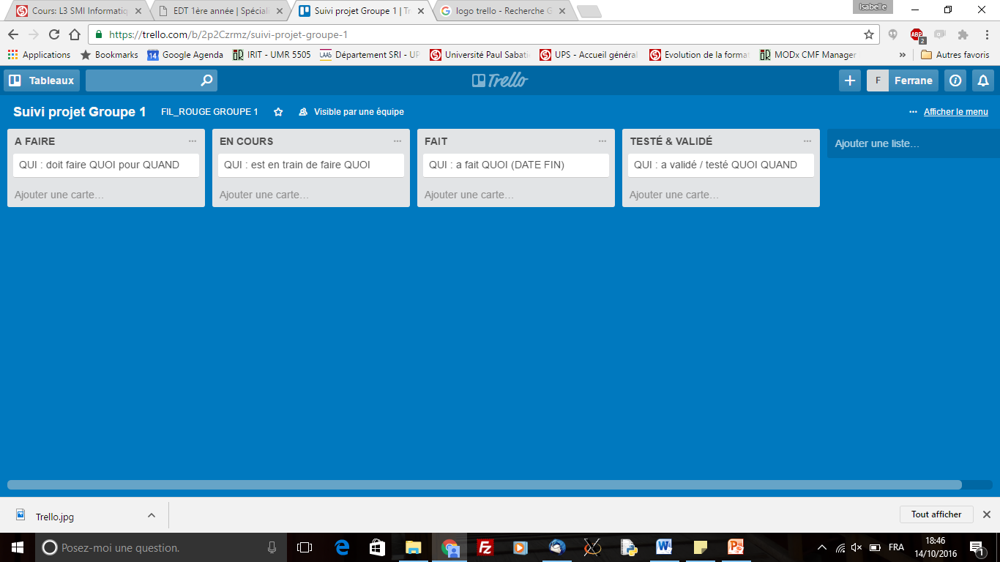 Cours: L3 SMI Informatiq
EDT 1ère année | Spéciali
Suivi projet Groupe 1 | Tr
logo trello - Recherche G
Isabelle
https://trello.com/b/2p2Czrmz/suivi-projet-groupe-1
ABP
2
Applications
Bookmarks
14
Google Agenda
IRIT - UMR 5505
LAAS
Département SRI - UP
Université Paul Sabati
UPS - Accueil général
Evolution de la format
MODx CMF Manager
»
Autres favoris
Tableaux
Trello
F
Ferrane
Suivi projet Groupe 1
FIL_ROUGE GROUPE 1
Visible par une équipe
Afficher le menu
A FAIRE
QUI : doit faire QUOI pour QUAND
Ajouter une carte…
EN COURS
QUI : est en train de faire QUOI
Ajouter une carte…
FAIT
QUI : a fait QUOI (DATE FIN)
Ajouter une carte…
TESTÉ & VALIDÉ
QUI : a validé / testé QUOI QUAND
Ajouter une carte…
Ajouter une liste…
Trello.jpg
Tout afficher
Posez-moi une question.
FRA
18:46
14/10/2016
1